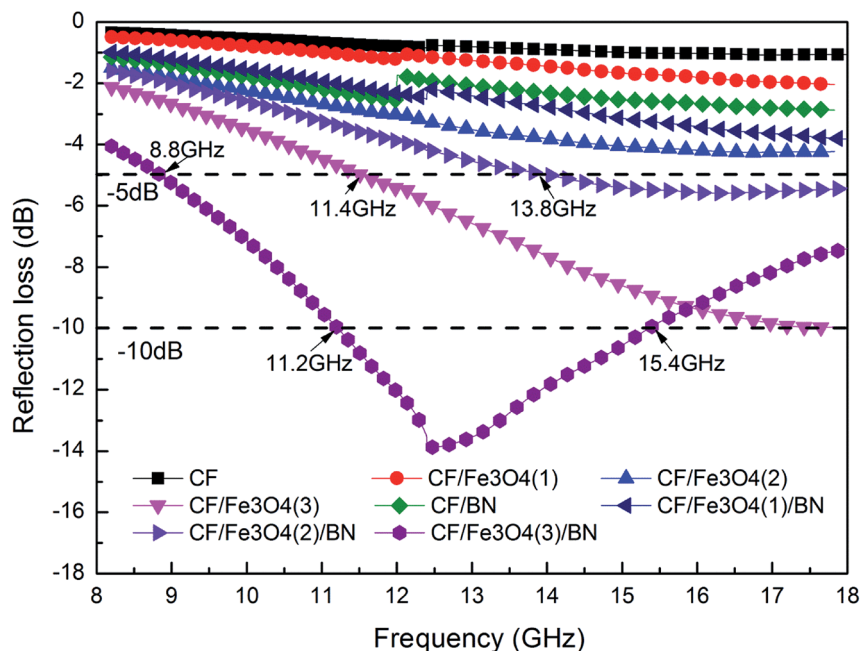 0
-2
-4
-6
-8
-10
-12
-14
-16
-18
Reflection loss (dB)
8.8GHz
-5dB
11.4GHz
13.8GHz
-10dB
11.2GHz
15.4GHz
CF CF/Fe3O4(1) CF/Fe3O4(2)
CF/Fe3O4(3) CF/BN CF/Fe3O4(1)/BN
CF/Fe3O4(2)/BN CF/Fe3O4(3)/BN
8 9 10 11 12 13 14 15 16 17 18
Frequency (GHz)